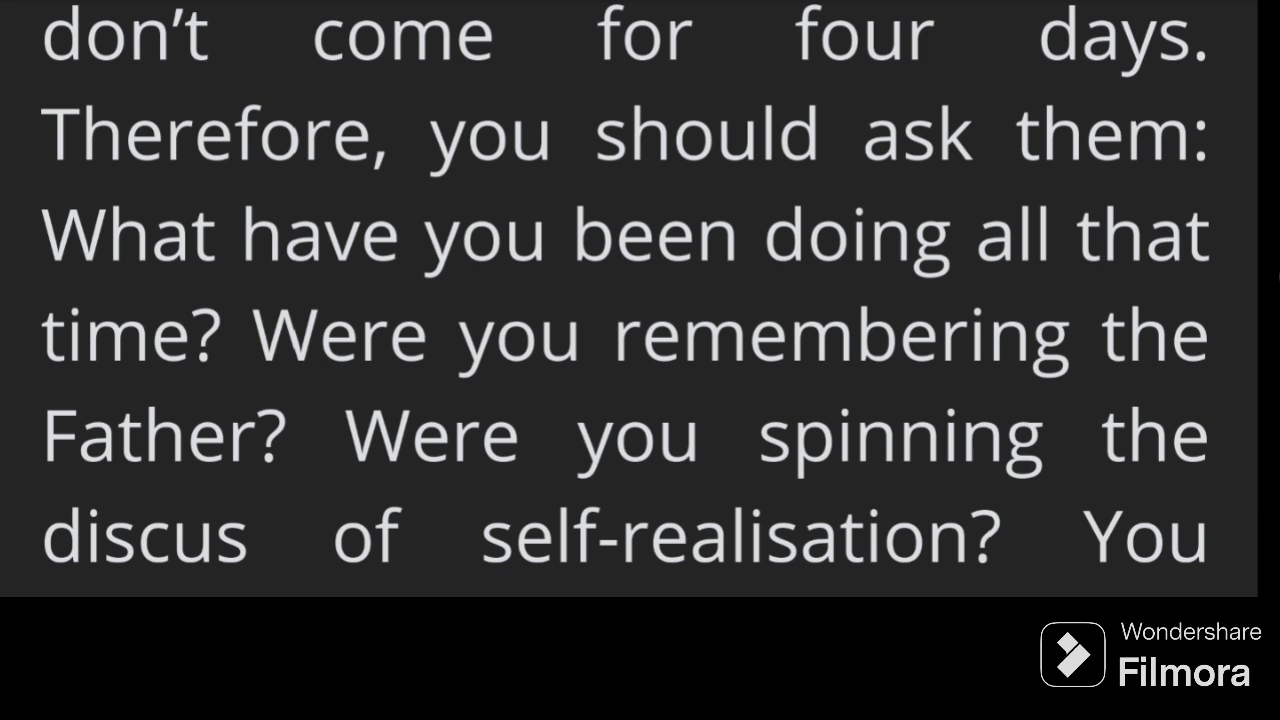 don’t come for four days.
Therefore, you should ask them:
What have you been doing all that
time? Were you remembering the
Father? Were you spinning the
discus of self-realisation? You
Wondershare
Filmora